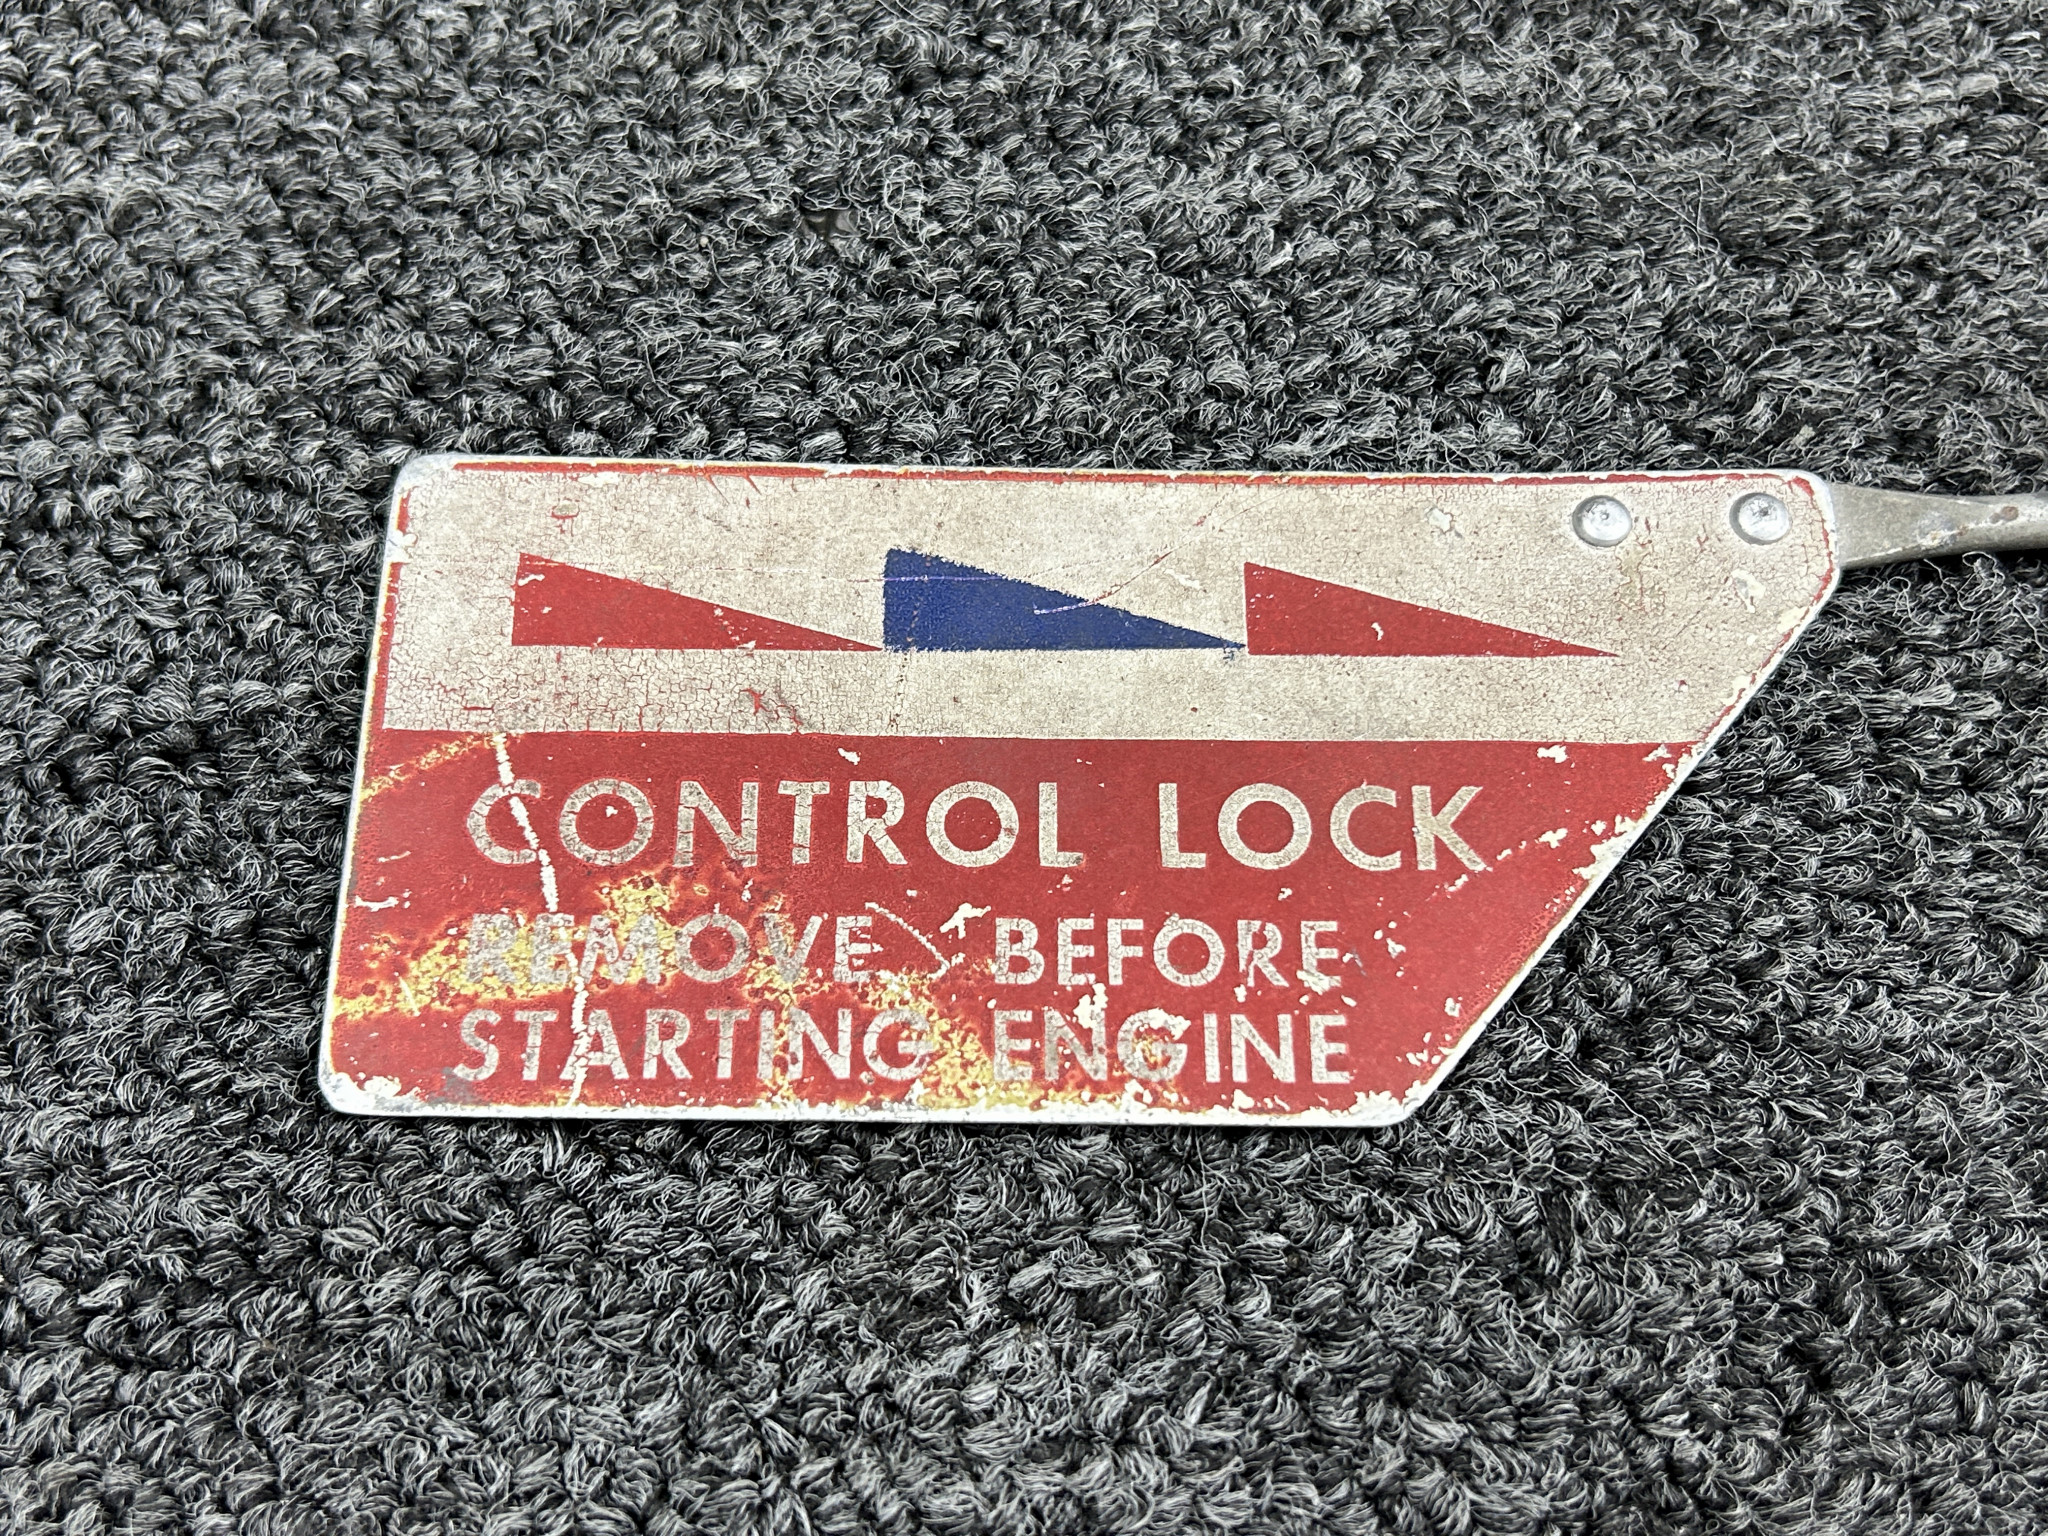 CONTROL LOCK
REMOVE BEFORE
STARTING ENGINE